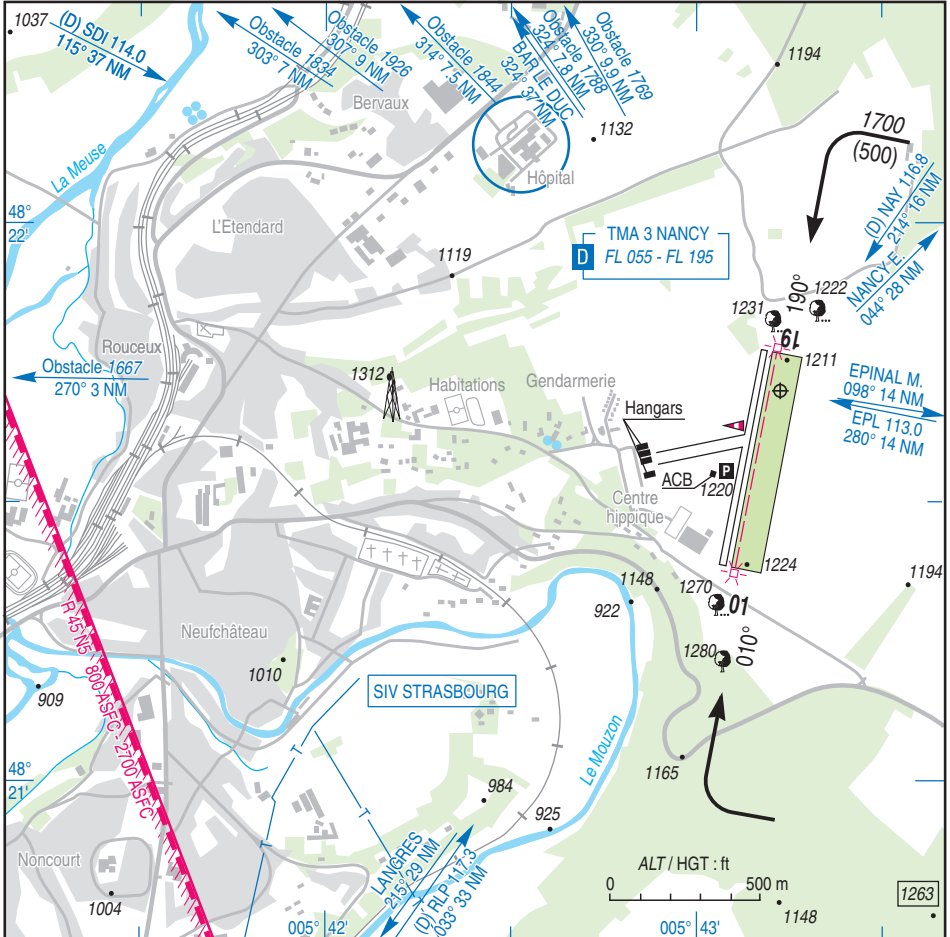 1037
(D) SDI 114.0
115° 37 NM
Obstacle 1834
303° 7 NM
Obstacle 1926
307° 9 NM
Obstacle 1844
314° 7.5 NM
BAR LE DUC
324° 37 NM
Obstacle 1788
324° 7.8 NM
Obstacle 1769
330° 9.9 NM
1194
Bervaux
1132
1700
(500)
La Meuse
Hôpital
(D) NAY 116.8
214° 16 NM
48°
22'
L'Etendard
TMA 3 NANCY
D
FL 055 - FL 195
NANCY E.
044° 28 NM
1119
1231
190°
1222
19
Rouceux
1211
Obstacle 1667
270° 3 NM
1312
Habitations
Gendarmerie
EPINAL M.
098° 14 NM
EPL 113.0
280° 14 NM
Hangars
ACB
P
1220
Centre
hippique
1224
1148
1270
1194
922
01
Neufchâteau
010°
1280
1010
R 45 N5 - 800 ASFC - 2700 ASFC
909
SIV STRASBOURG
T
T
Le Mouzon
1165
48°
21'
984
T
925
LANGRES
215° 29 NM
(D) RLP 117.3
033° 33 NM
Noncourt
ALT / HGT : ft
0
500 m
1004
1263
1148
005°
42'
005°
43'